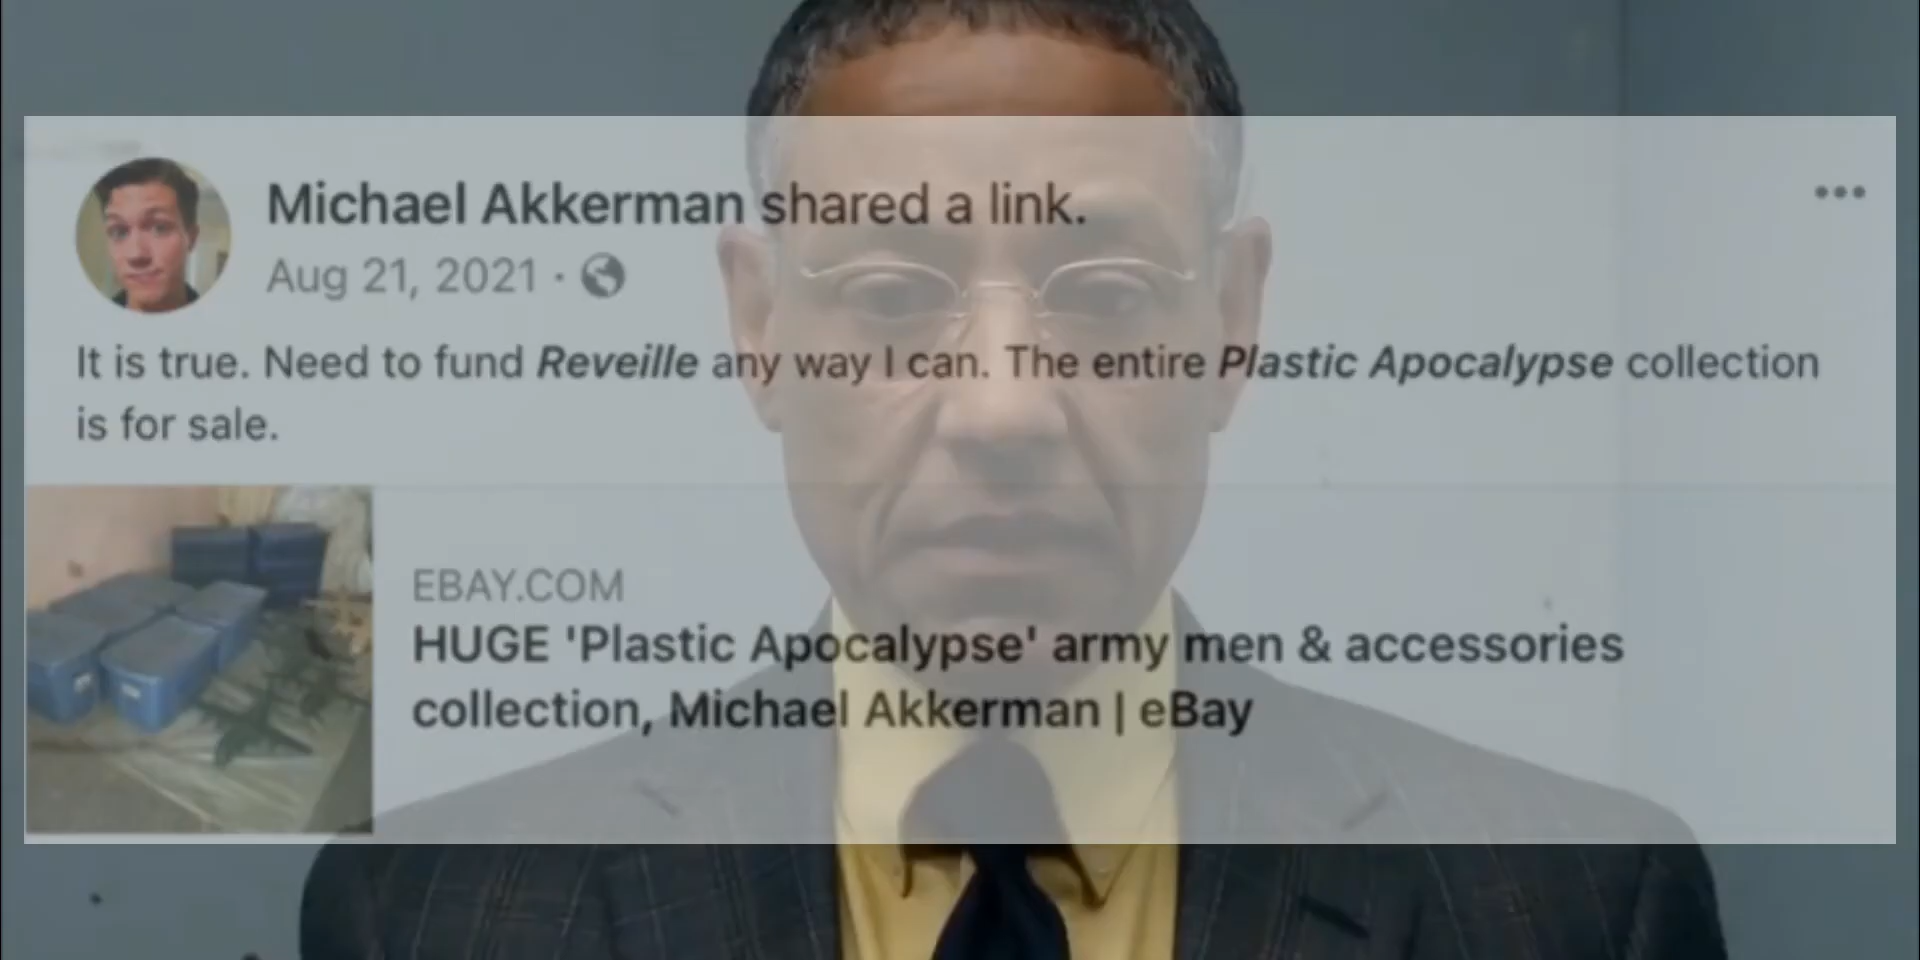 Michael Akkerman shared a link.
Aug 21, 2021 ·
It is true. Need to fund Reveille any way I can. The entire Plastic Apocalypse collection
is for sale.
EBAY.COM
HUGE 'Plastic Apocalypse' army men & accessories
collection, Michael Akkerman | eBay